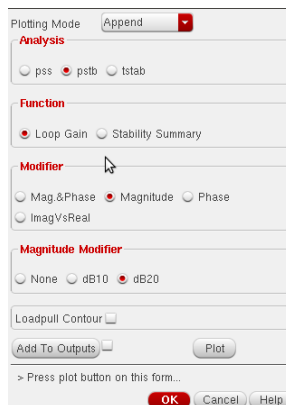 Plotting Mode Append
Analysis
pss pstb tstab
Function
Loop Gain Stability Summary
Modifier
Mag.&Phase Magnitude Phase
ImagVsReal
Magnitude Modifier
None dB10 dB20
Loadpull Contour
Add To Outputs Plot
> Press plot button on this form...
OK Cancel Help